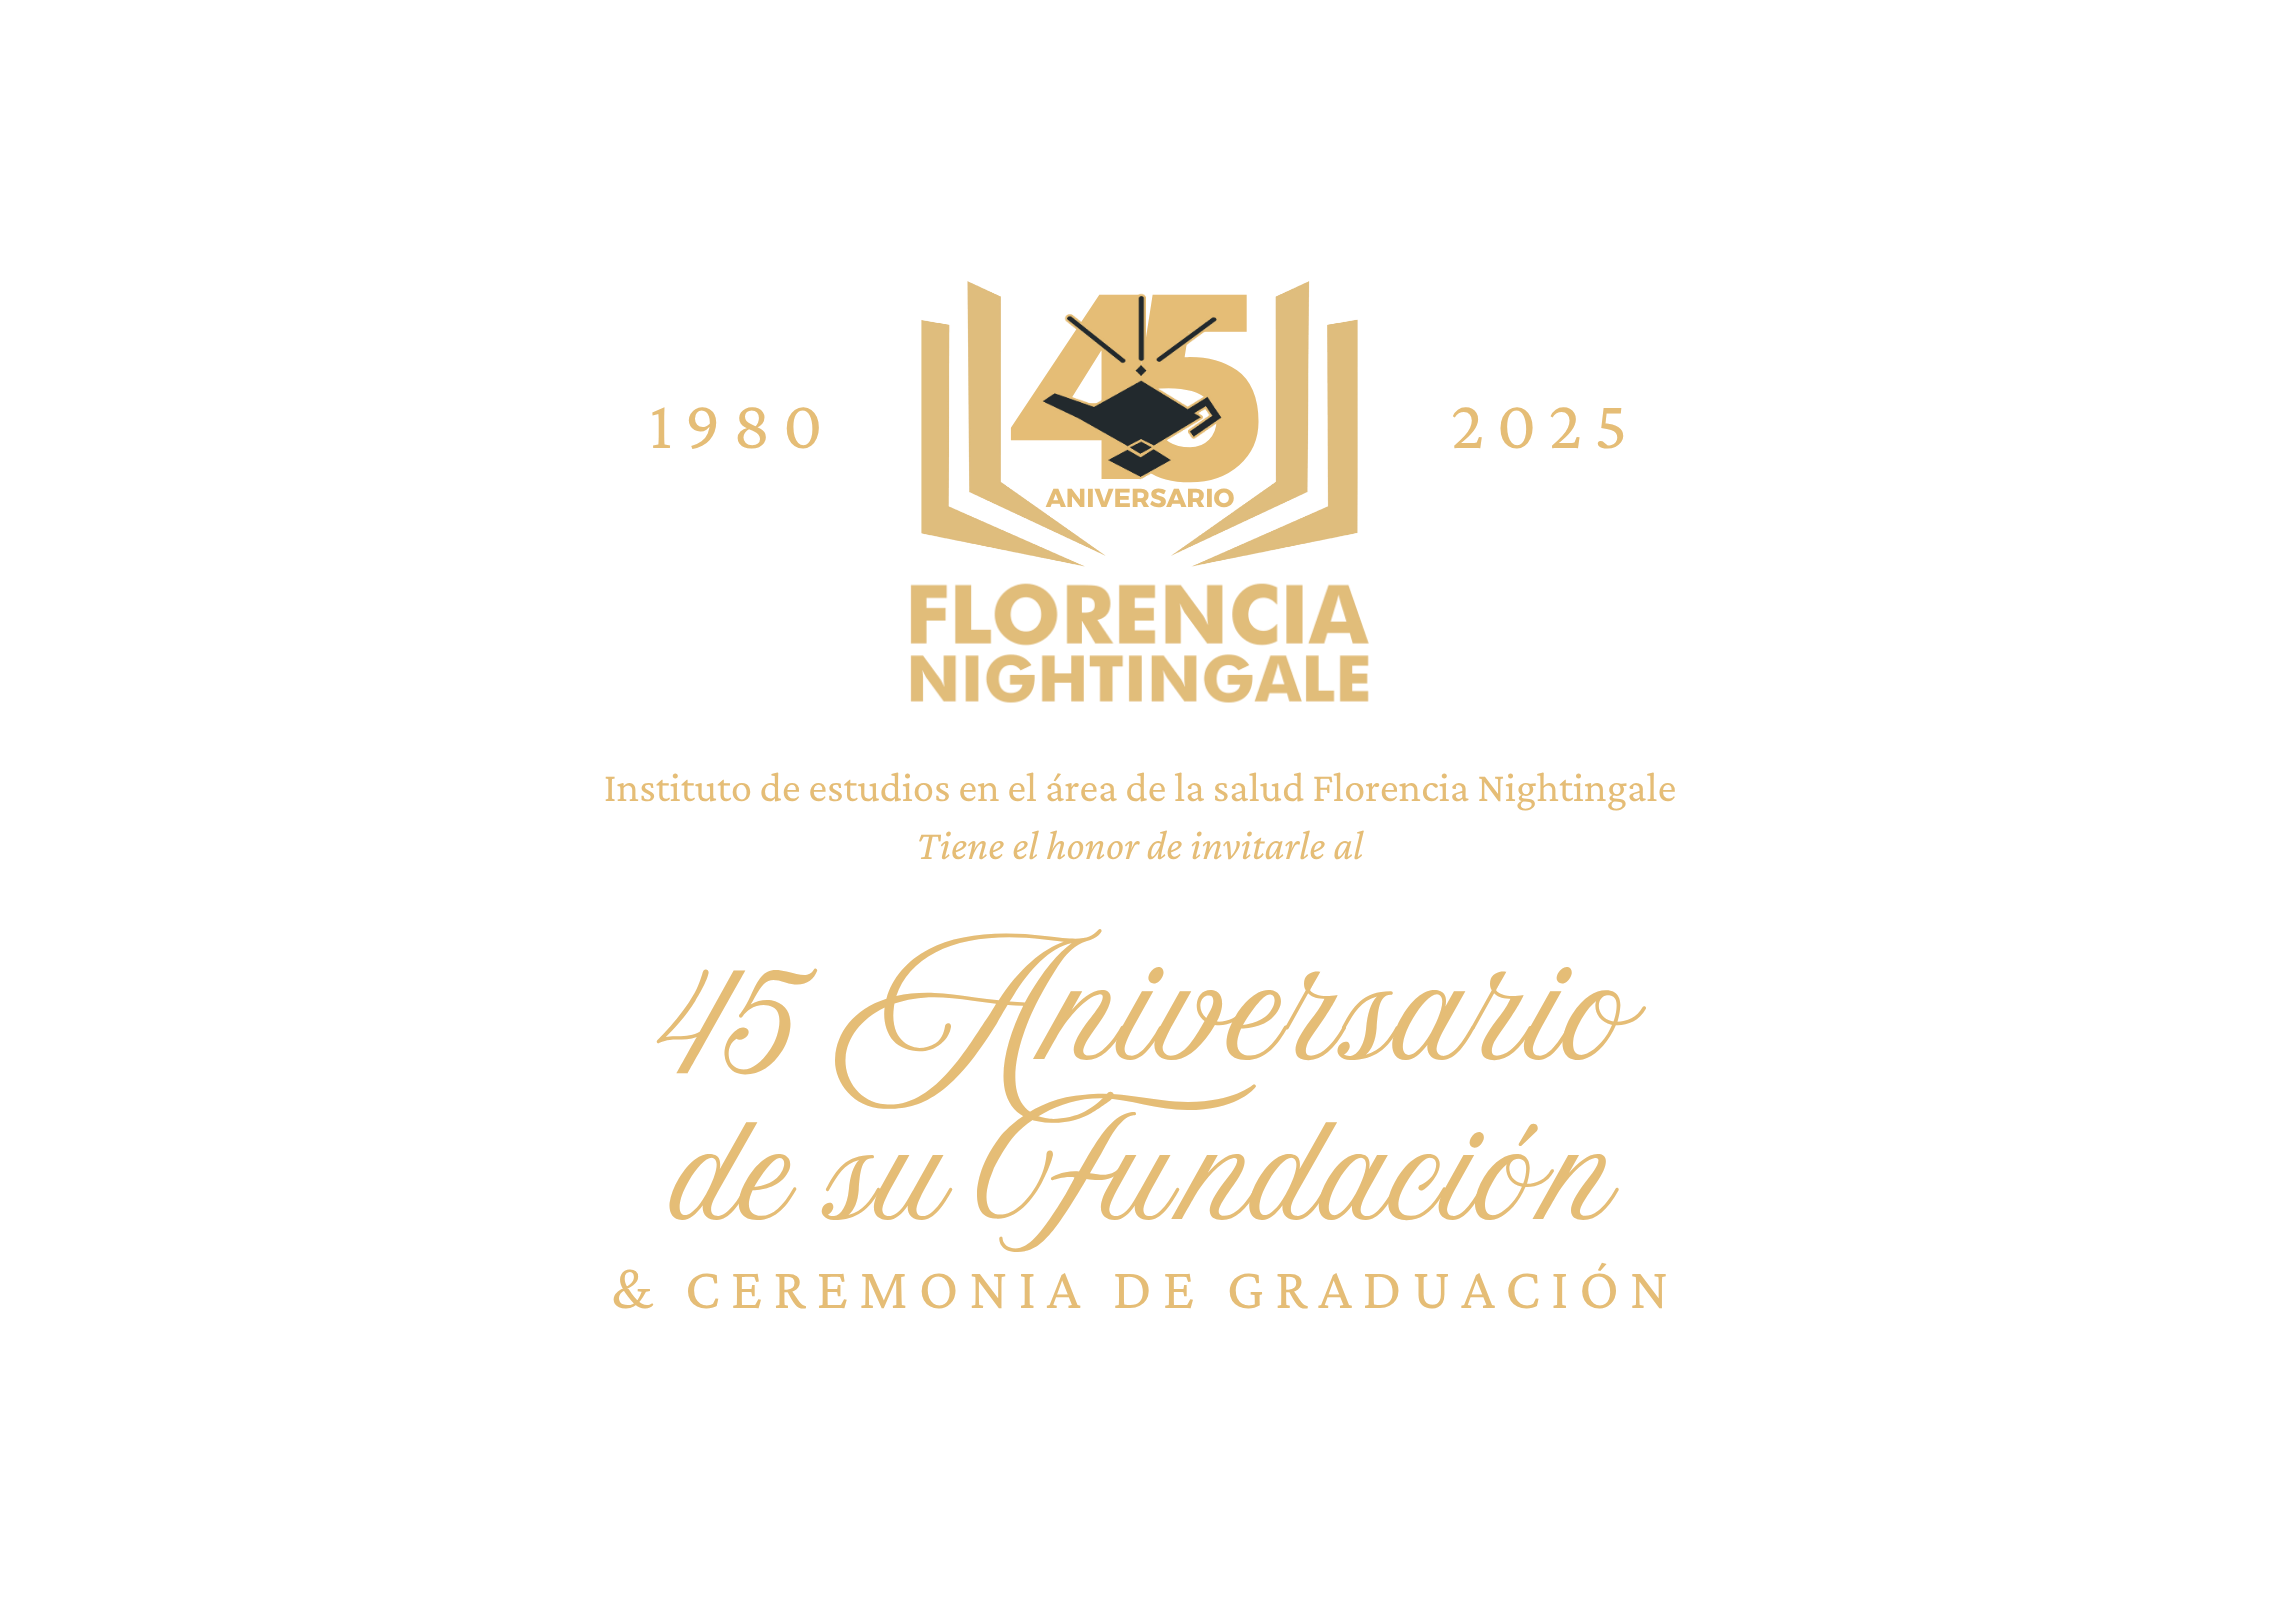 1980
45
2025
ANIVERSARIO
FLORENCIA
NIGHTINGALE
Instituto de estudios en el área de la salud Florencia Nightingale
Tiene el honor de invitarle al
45 Aniversario
de su Fundación
& CEREMONIA DE GRADUACIÓN